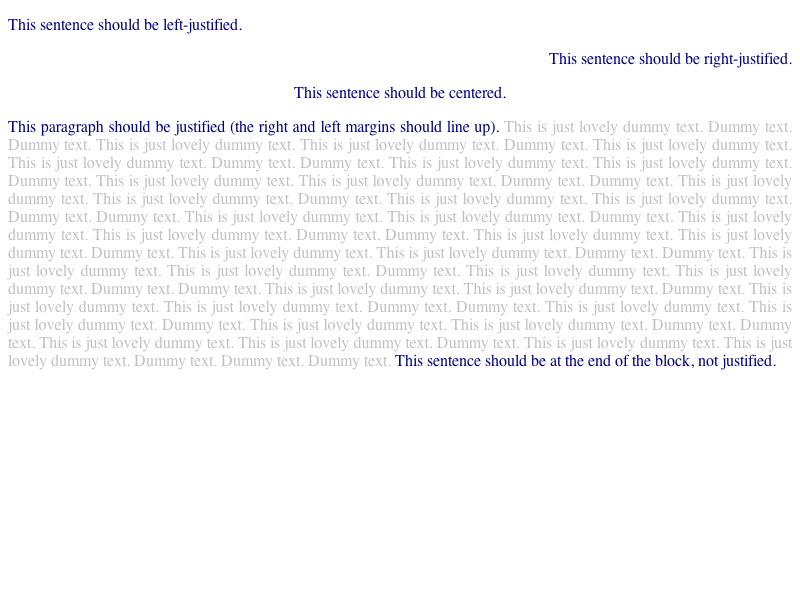 This sentence should be left-justified.
This sentence should be right-justified.
This sentence should be centered.
This paragraph should be justified (the right and left margins should line up). This is just lovely dummy text. Dummy text.
Dummy text. This is just lovely dummy text. This is just lovely dummy text. Dummy text. This is just lovely dummy text.
This is just lovely dummy text. Dummy text. Dummy text. This is just lovely dummy text. This is just lovely dummy text.
Dummy text. This is just lovely dummy text. This is just lovely dummy text. Dummy text. Dummy text. This is just lovely
dummy text. This is just lovely dummy text. Dummy text. This is just lovely dummy text. This is just lovely dummy text.
Dummy text. Dummy text. This is just lovely dummy text. This is just lovely dummy text. Dummy text. This is just lovely
dummy text. This is just lovely dummy text. Dummy text. Dummy text. This is just lovely dummy text. This is just lovely
dummy text. Dummy text. This is just lovely dummy text. This is just lovely dummy text. Dummy text. Dummy text. This is
just lovely dummy text. This is just lovely dummy text. Dummy text. This is just lovely dummy text. This is just lovely
dummy text. Dummy text. Dummy text. This is just lovely dummy text. This is just lovely dummy text. Dummy text. This is
just lovely dummy text. This is just lovely dummy text. Dummy text. Dummy text. This is just lovely dummy text. This is
just lovely dummy text. Dummy text. This is just lovely dummy text. This is just lovely dummy text. Dummy text. Dummy
text. This is just lovely dummy text. This is just lovely dummy text. Dummy text. This is just lovely dummy text. This is just
lovely dummy text. Dummy text. Dummy text. Dummy text. This sentence should be at the end of the block, not justified.